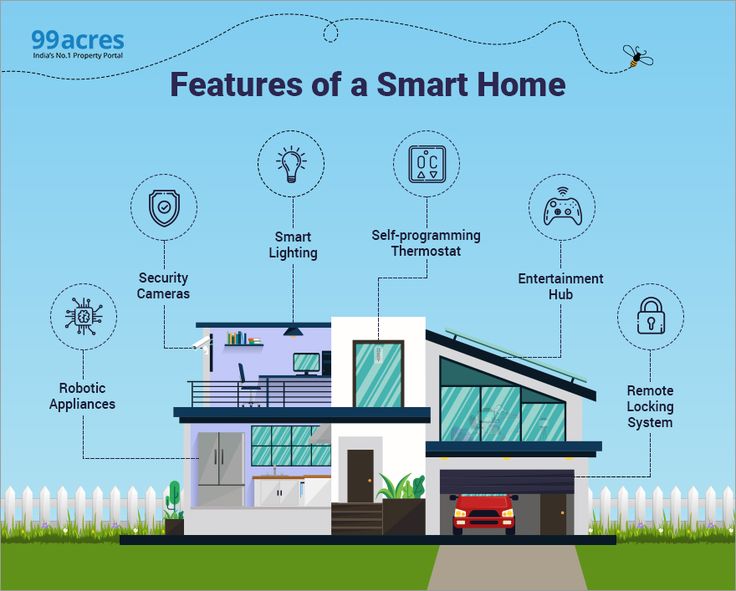 99acres
India's No.1 Property Portal
Features of a Smart Home
OC
Smart
Lighting
Self-programming
Thermostat
Security
Cameras
Entertainment
Hub
Robotic
Appliances
Remote
Locking
System